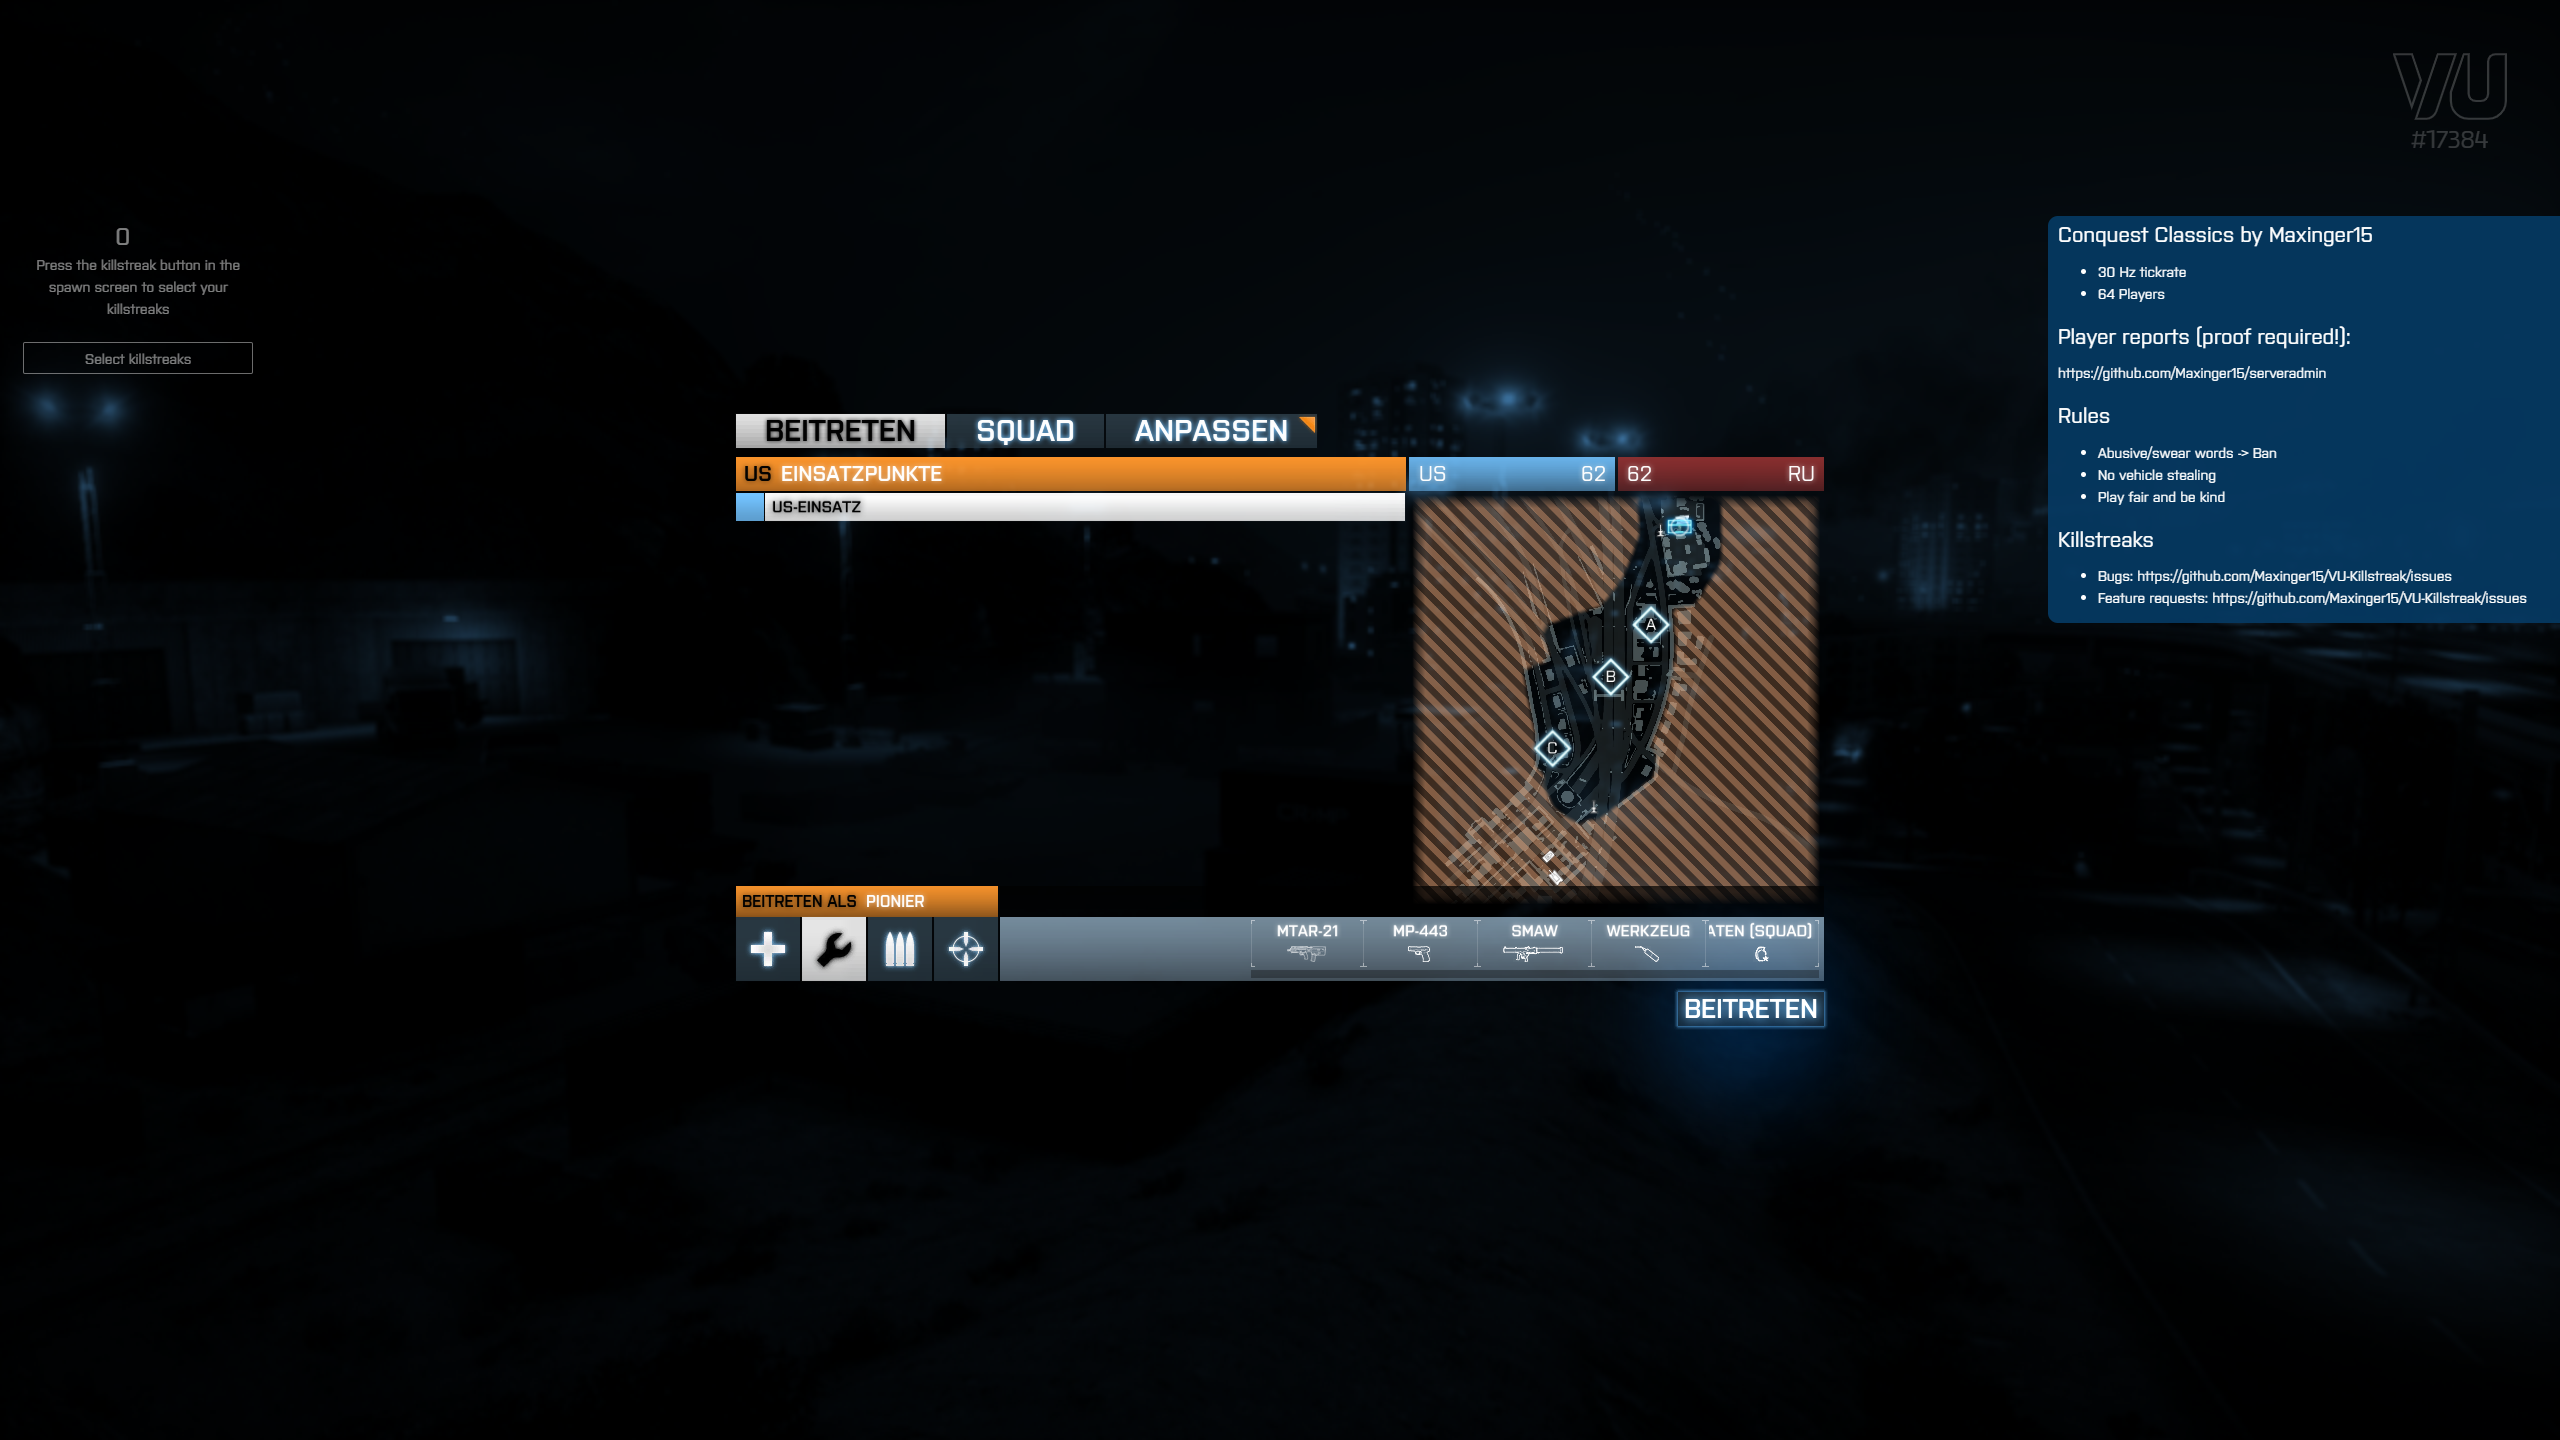 VU
#17384
0
Press the killstreak button in the
spawn screen to select your
killstreaks
Select killstreaks
Conquest Classics by Maxinger15
30 Hz tickrate
64 Players
Player reports (proof required!):
https://github.com/Maxinger15/serveradmin
Rules
Abusive/swear words -> Ban
No vehicle stealing
Play fair and be kind
Killstreaks
Bugs: https://github.com/Maxinger15/VU-Killstreak/issues
Feature requests: https://github.com/Maxinger15/VU-Killstreak/issues
BEITRETEN SQUAD ANPASSEN
US EINSATZPUNKTE US 62 62 RU
US-EINSATZ
A
B
C
BEITRETEN ALS PIONIER
MTAR-21 MP-443 SMAW WERKZEUG ATEN (SQUAD)
BEITRETEN